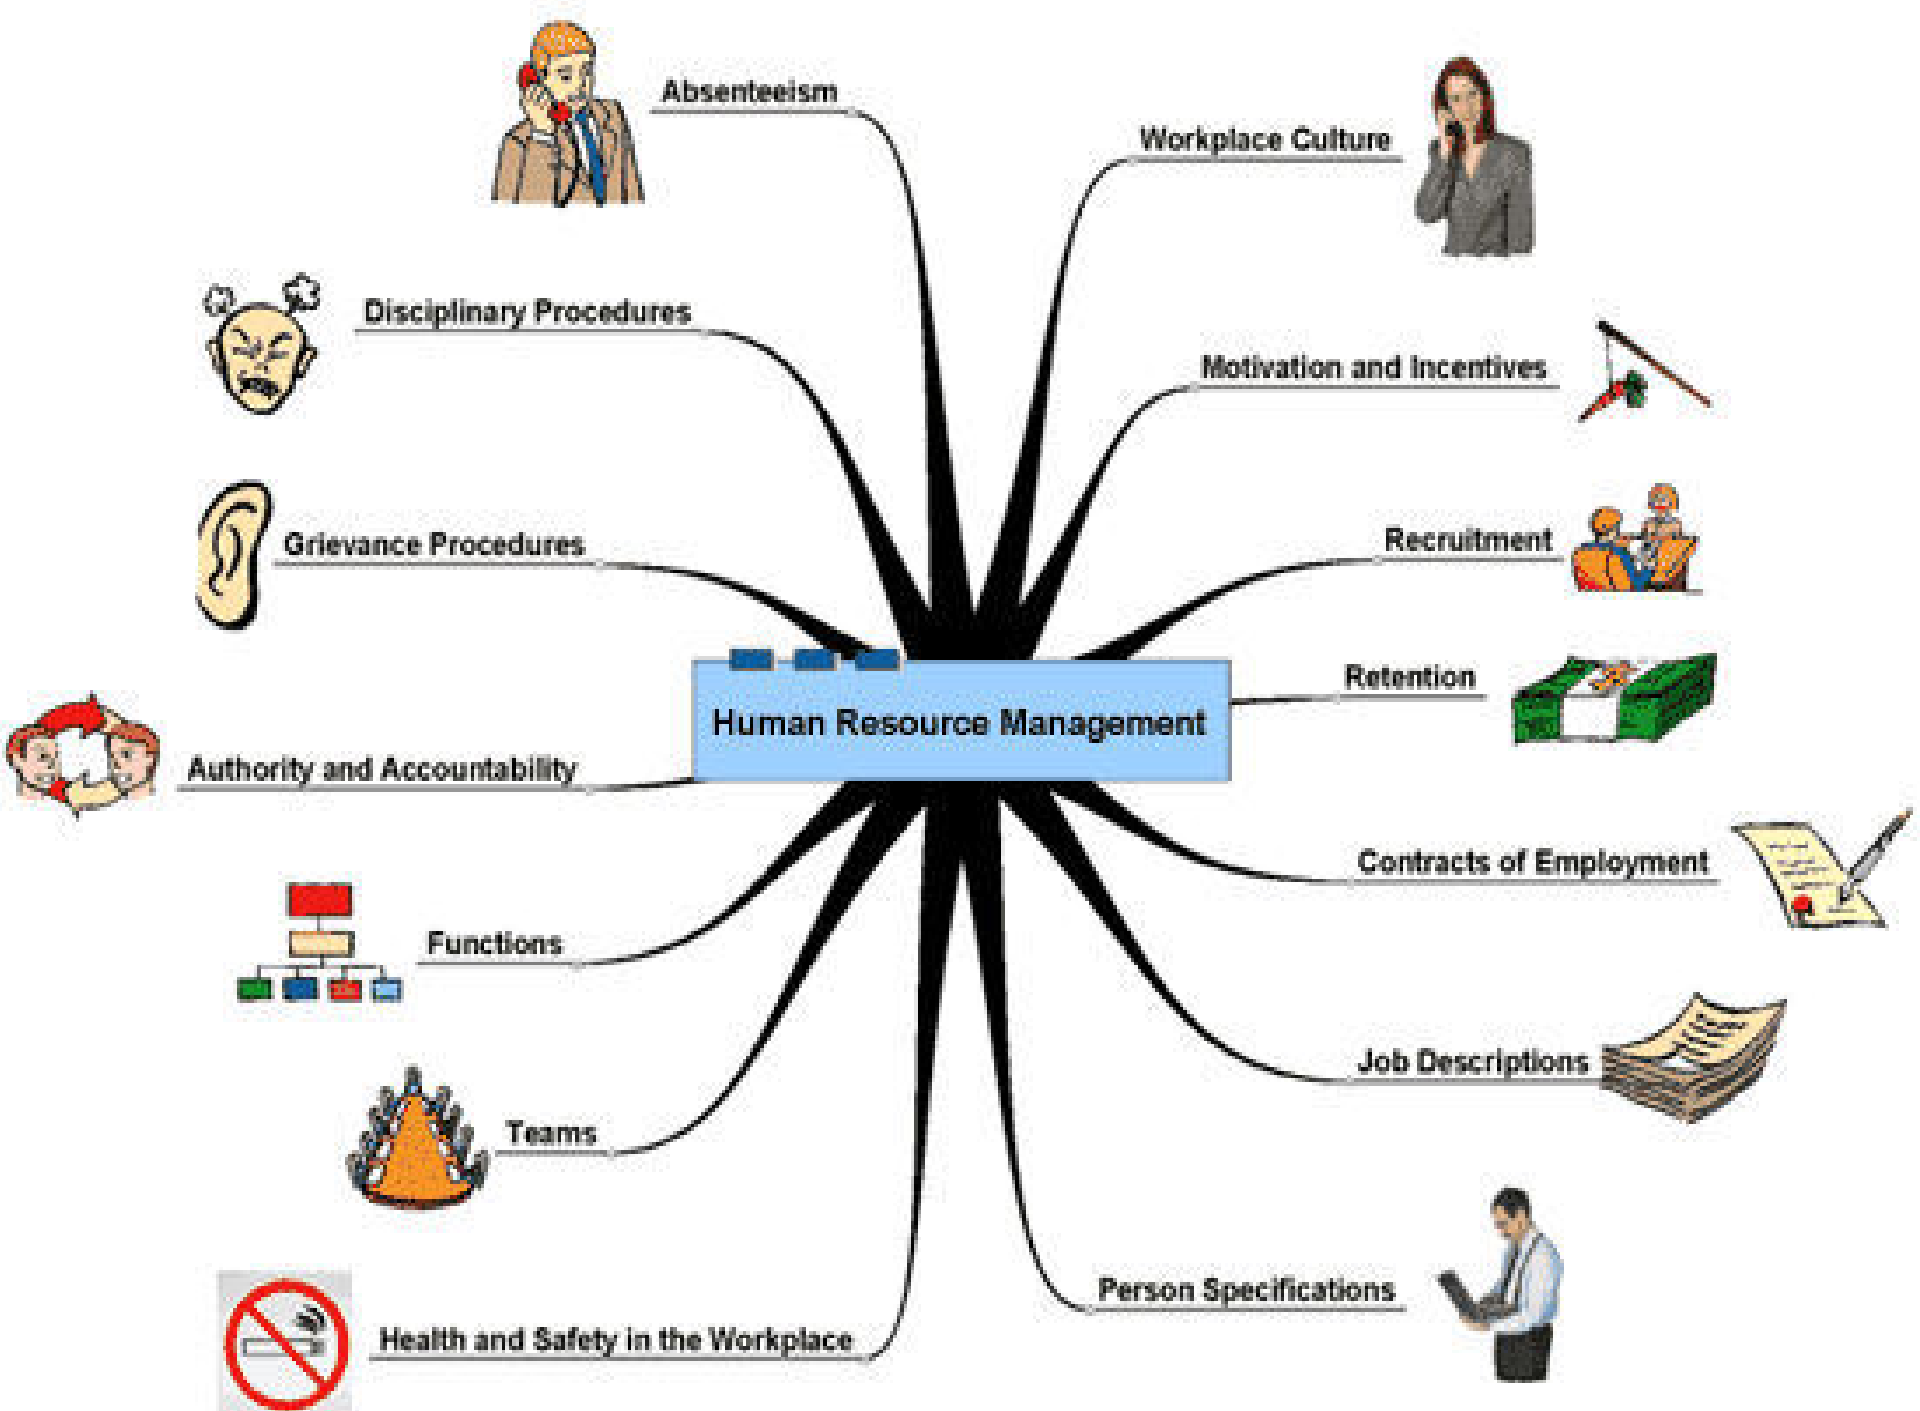 Absenteeism
Workplace Culture
Disciplinary Procedures
Motivation and Incentives
Grievance Procedures
Recruitment
Retention
Human Resource Management
Authority and Accountability
Contracts of Employment
Functions
Job Descriptions
Teams
Person Specifications
Health and Safety in the Workplace